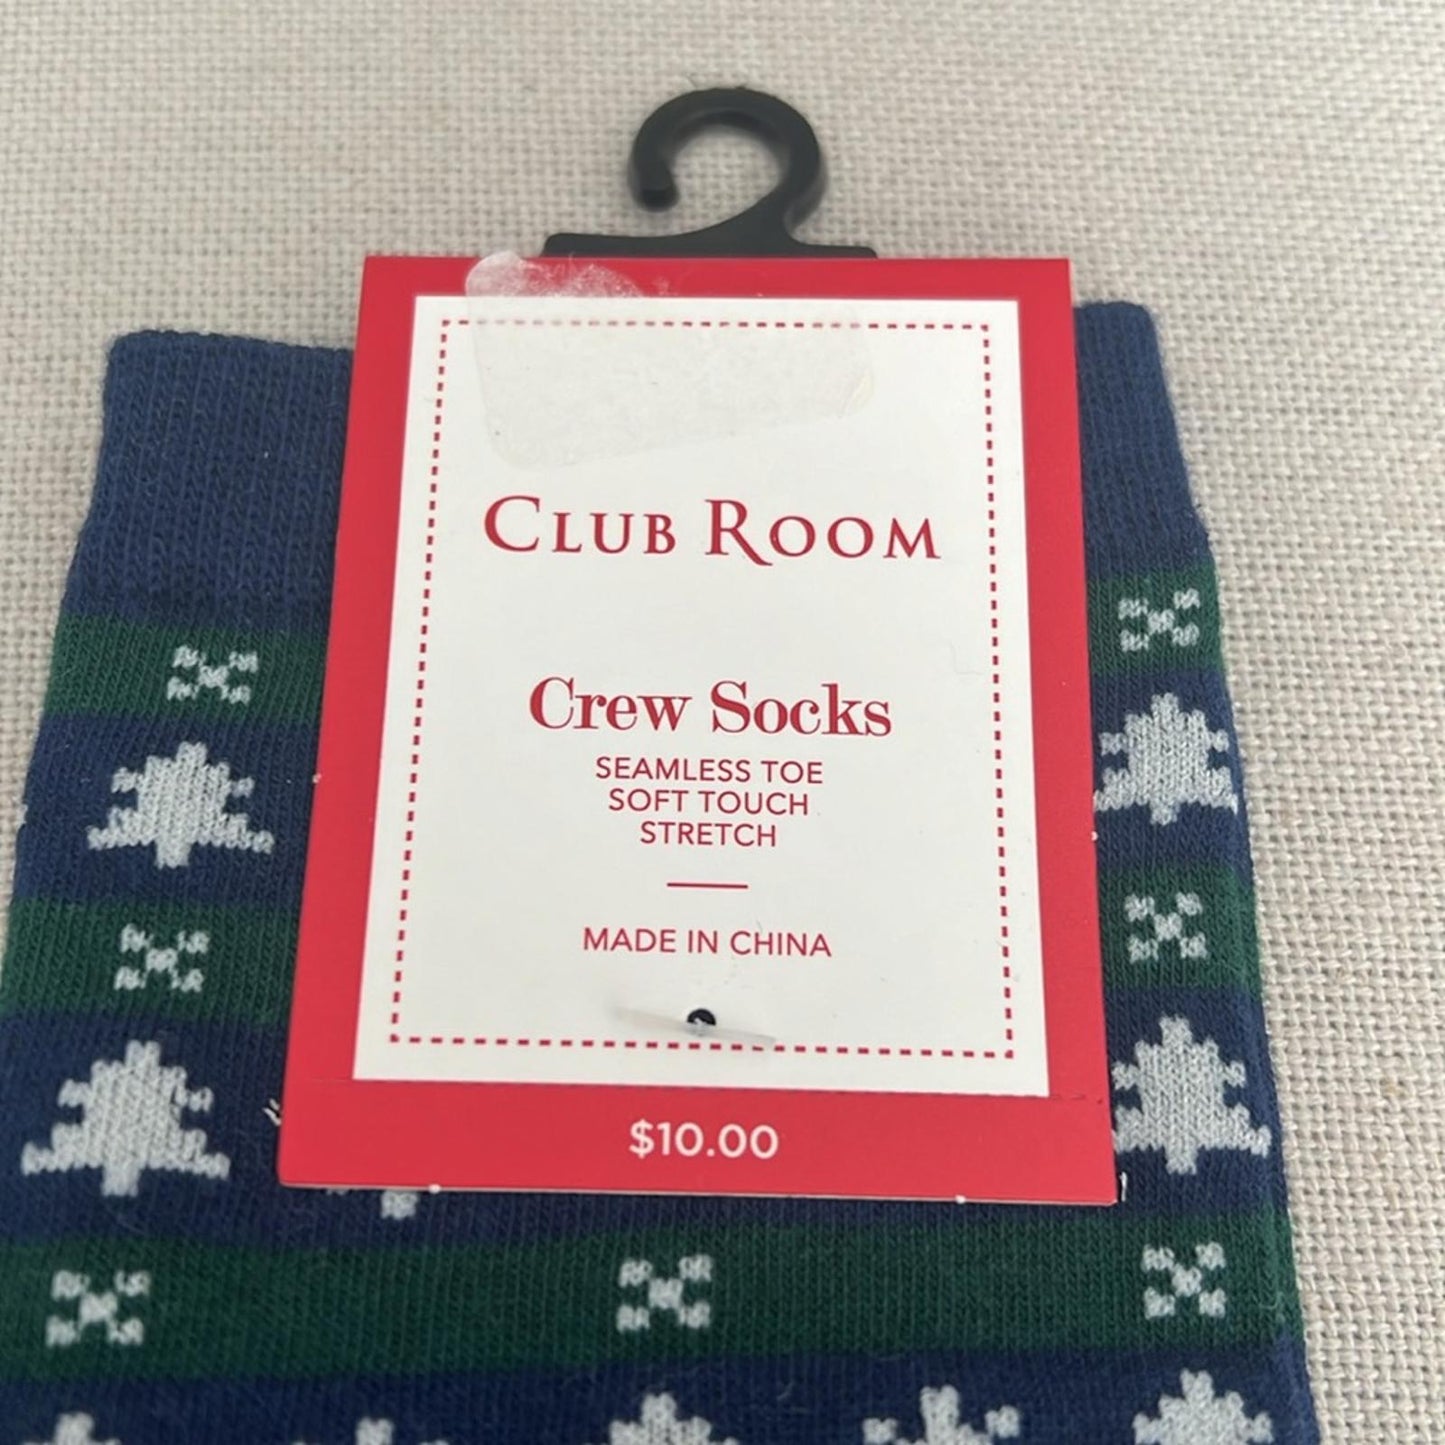 CLUB ROOM
Crew Socks
SEAMLESS TOE
SOFT TOUCH
STRETCH
MADE IN CHINA
$10.00